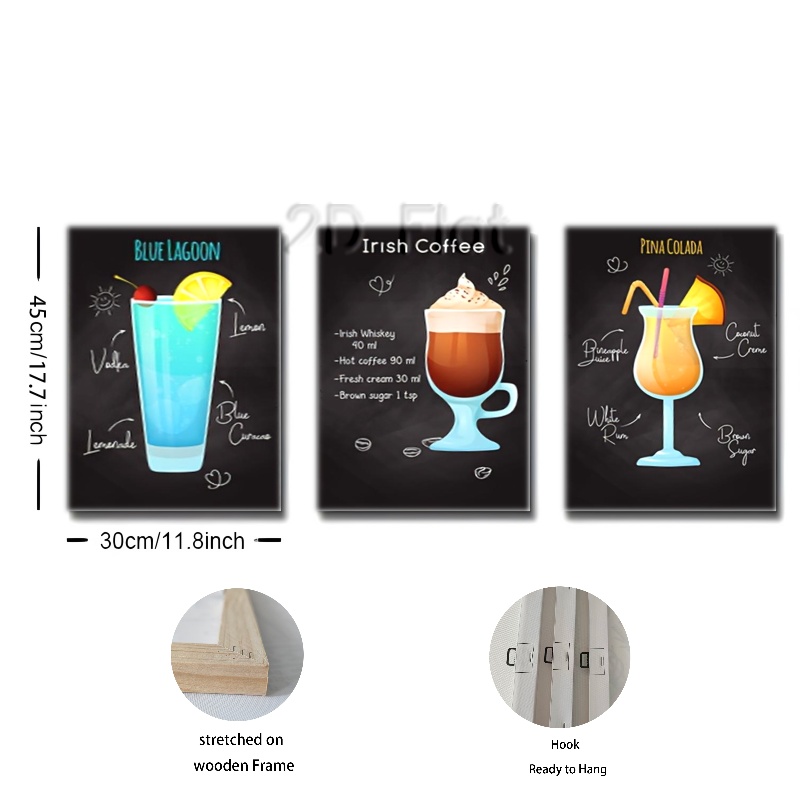 2D Flat
BLUE LAGOON
Lemon
Vodka
Blue
Curacao
Lemonade
Irish Coffee
-Irish Whiskey
40 ml
-Hot coffee 90 ml
-Fresh cream 30 ml
-Brown sugar 1 tsp
PINA COLADA
Coconut
Creme
Pineapple
Juice
White
Rum
Brown
Sugar
45cm/17.7inch
30cm/11.8inch
stretched on
wooden Frame
Hook
Ready to Hang